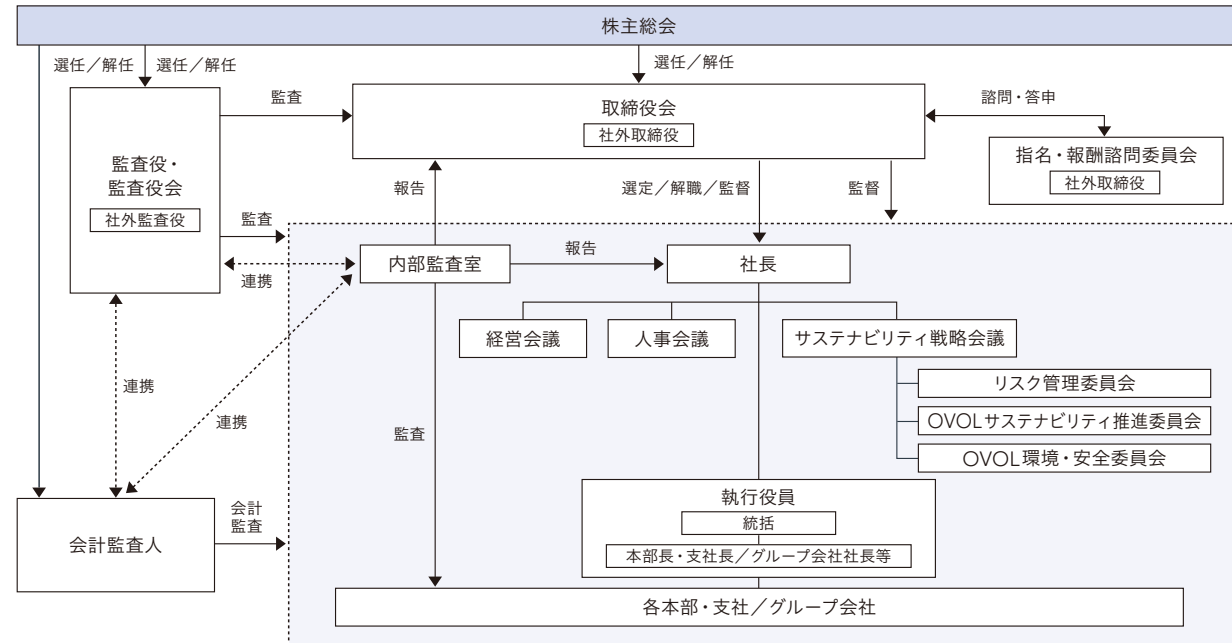 株主総会
選任／解任
選任／解任
選任／解任
監査
取締役会
社外取締役
諮問・答申
指名・報酬諮問委員会
社外取締役
監査役・
監査役会
社外監査役
報告
選定／解職／監督
監督
監査
内部監査室
報告
社長
連携
経営会議
人事会議
サステナビリティ戦略会議
リスク管理委員会
OVOLサステナビリティ推進委員会
OVOL環境・安全委員会
連携
連携
監査
執行役員
統括
本部長・支社長／グループ会社社長等
会計
監査
会計監査人
各本部・支社／グループ会社